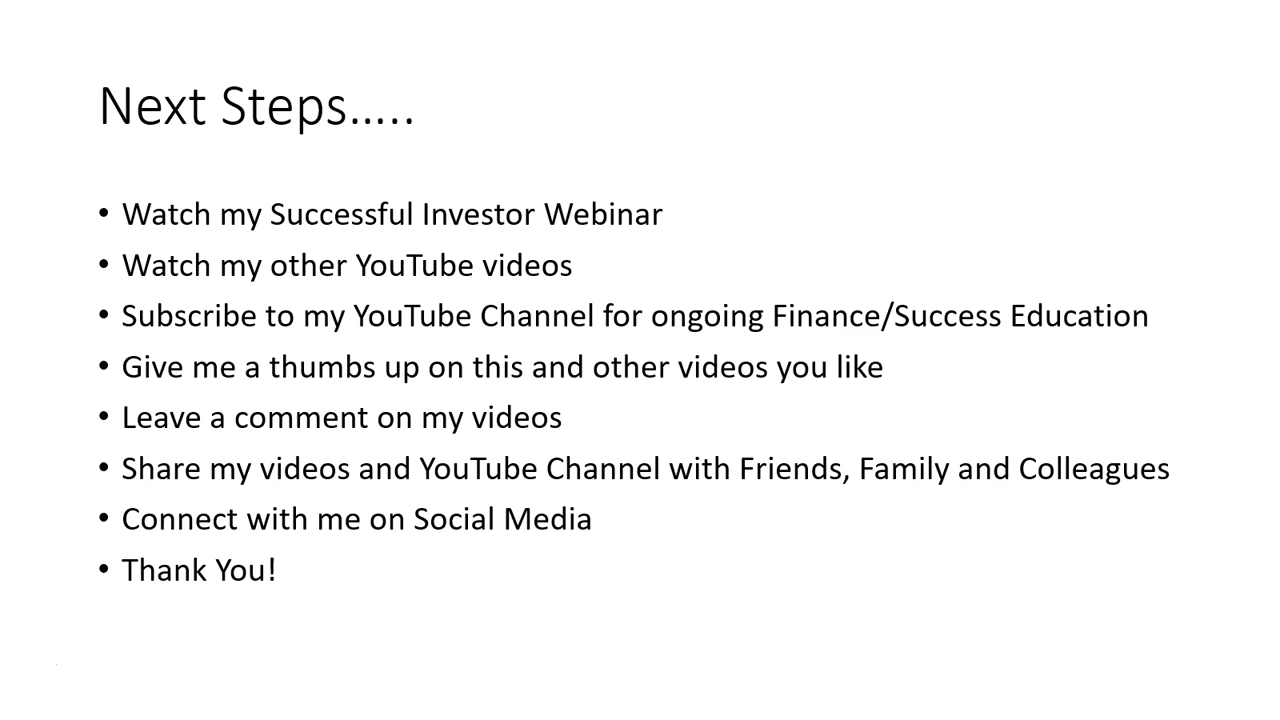 Next Steps.....
• Watch my Successful Investor Webinar
• Watch my other YouTube videos
• Subscribe to my YouTube Channel for ongoing Finance/Success Education
• Give me a thumbs up on this and other videos you like
• Leave a comment on my videos
• Share my videos and YouTube Channel with Friends, Family and Colleagues
• Connect with me on Social Media
• Thank You!